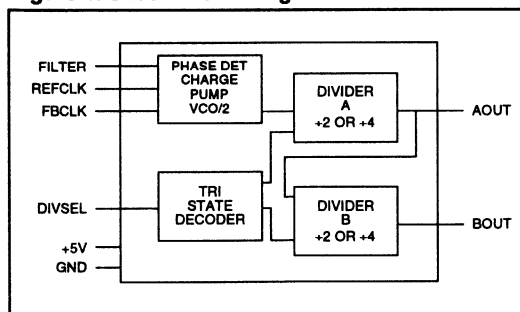 FILTER
REFCLK
FBCLK
PHASE DET
CHARGE
PUMP
VCO/2
DIVIDER
A
+2 OR +4
AOUT
DIVSEL
TRI
STATE
DECODER
DIVIDER
B
+2 OR +4
BOUT
+5V
GND